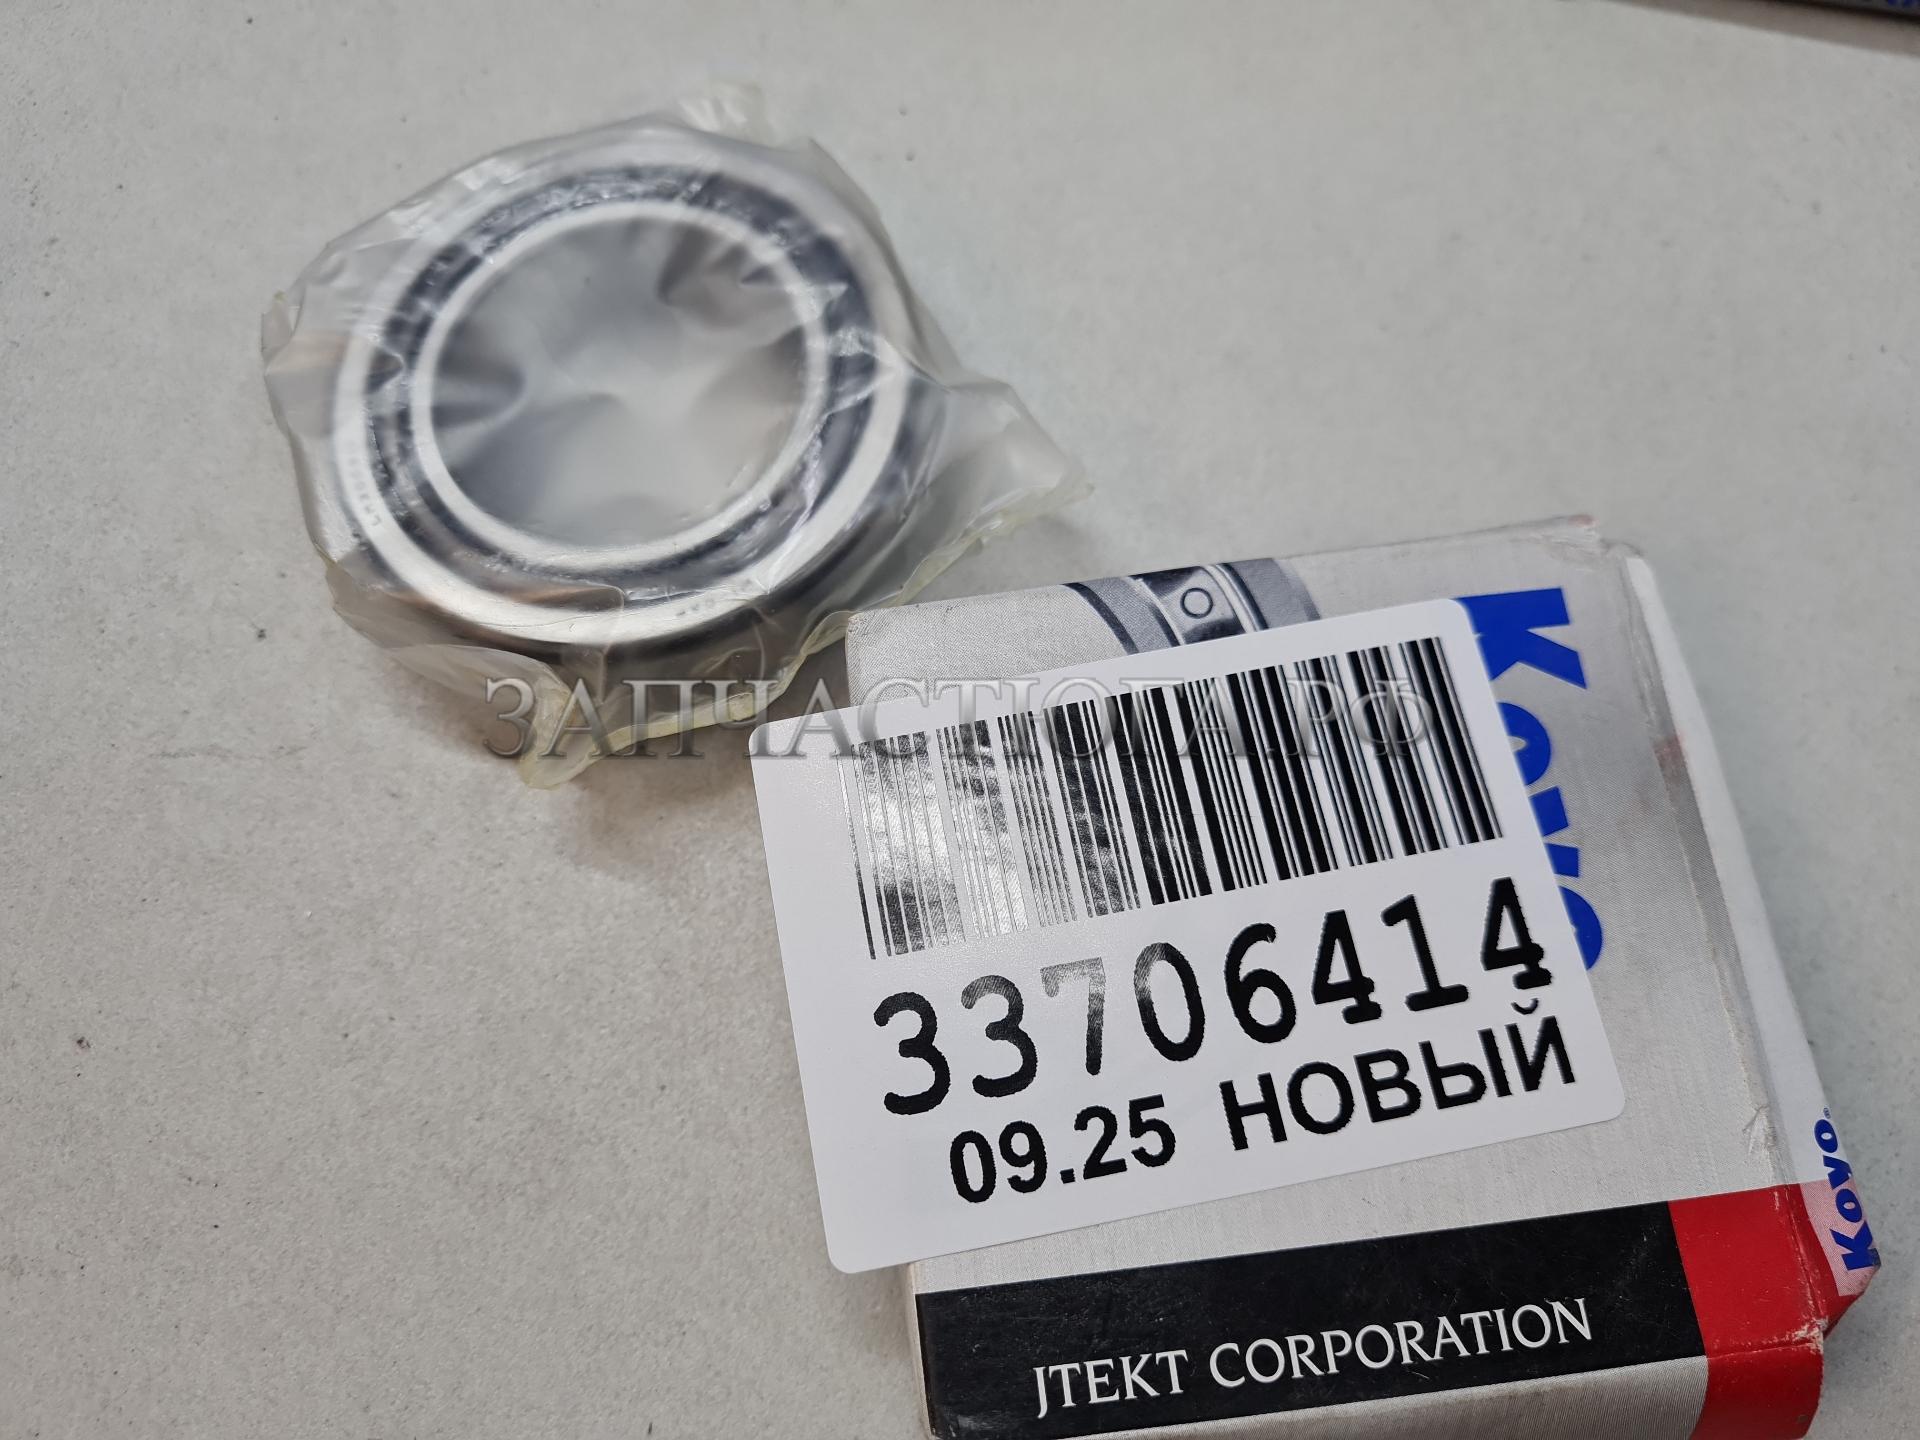 ЗАПЧАСТЮГА.РФ
Koyo
33706414
09.25 НОВЫЙ
Koyo®
JTEKT CORPORATION